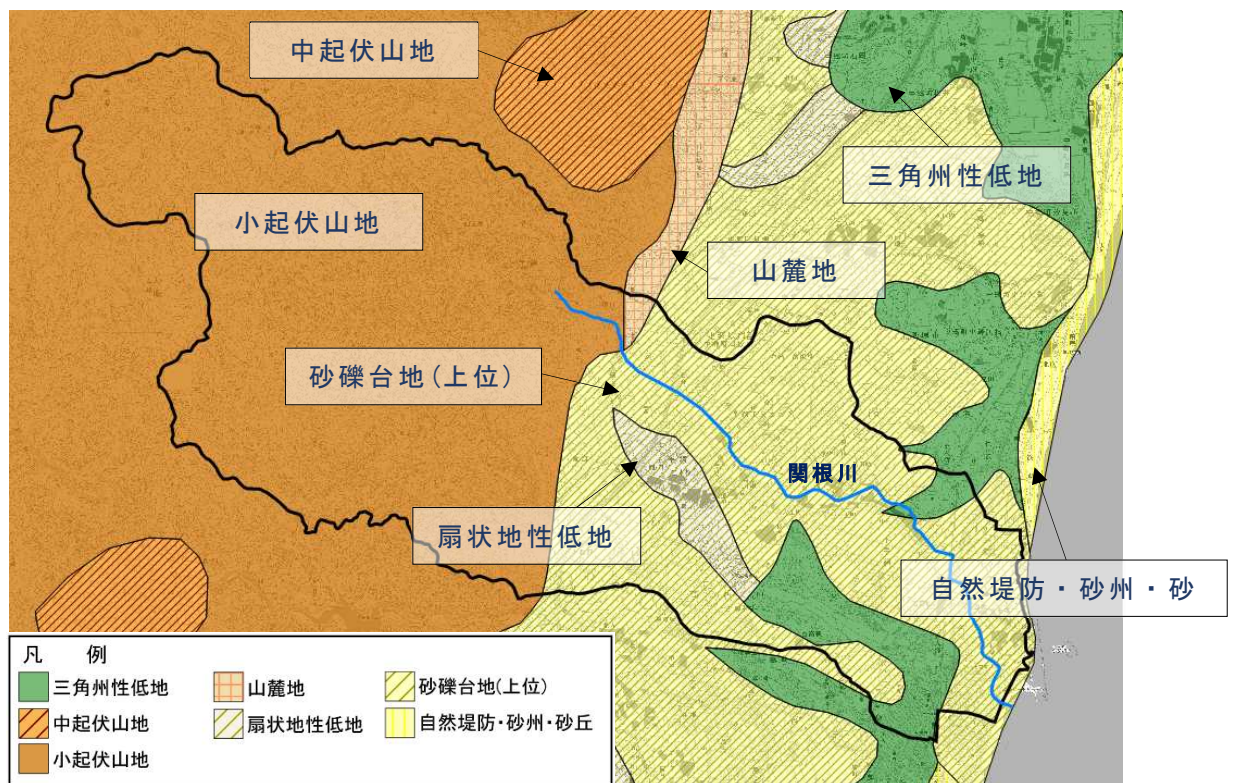 中起伏山地
三角州性低地
小起伏山地
山麓地
砂礫台地(上位)
関根川
扇状地性低地
自然堤防・砂州・砂
凡 例
三角州性低地
山麓地
砂礫台地(上位)
中起伏山地
扇状地性低地
自然堤防・砂州・砂丘
小起伏山地